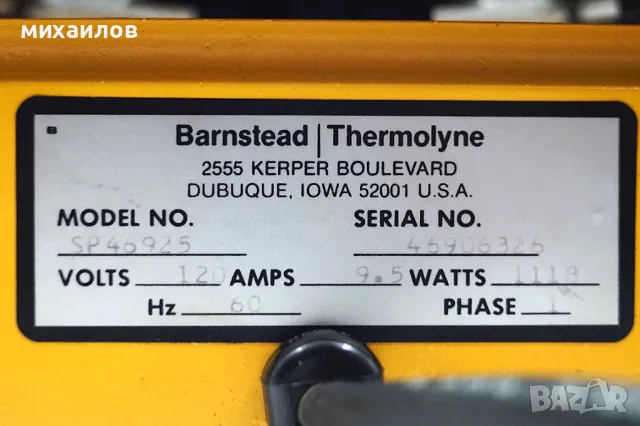 михаилов
Barnstead | Thermolyne
2555 KERPER BOULEVARD
DUBUQUE, IOWA 52001 U.S.A.
MODEL NO. SERIAL NO.
SP46925 46906326
VOLTS 120 AMPS 9.5 WATTS 1118
Hz 60 PHASE 1
BAZAR